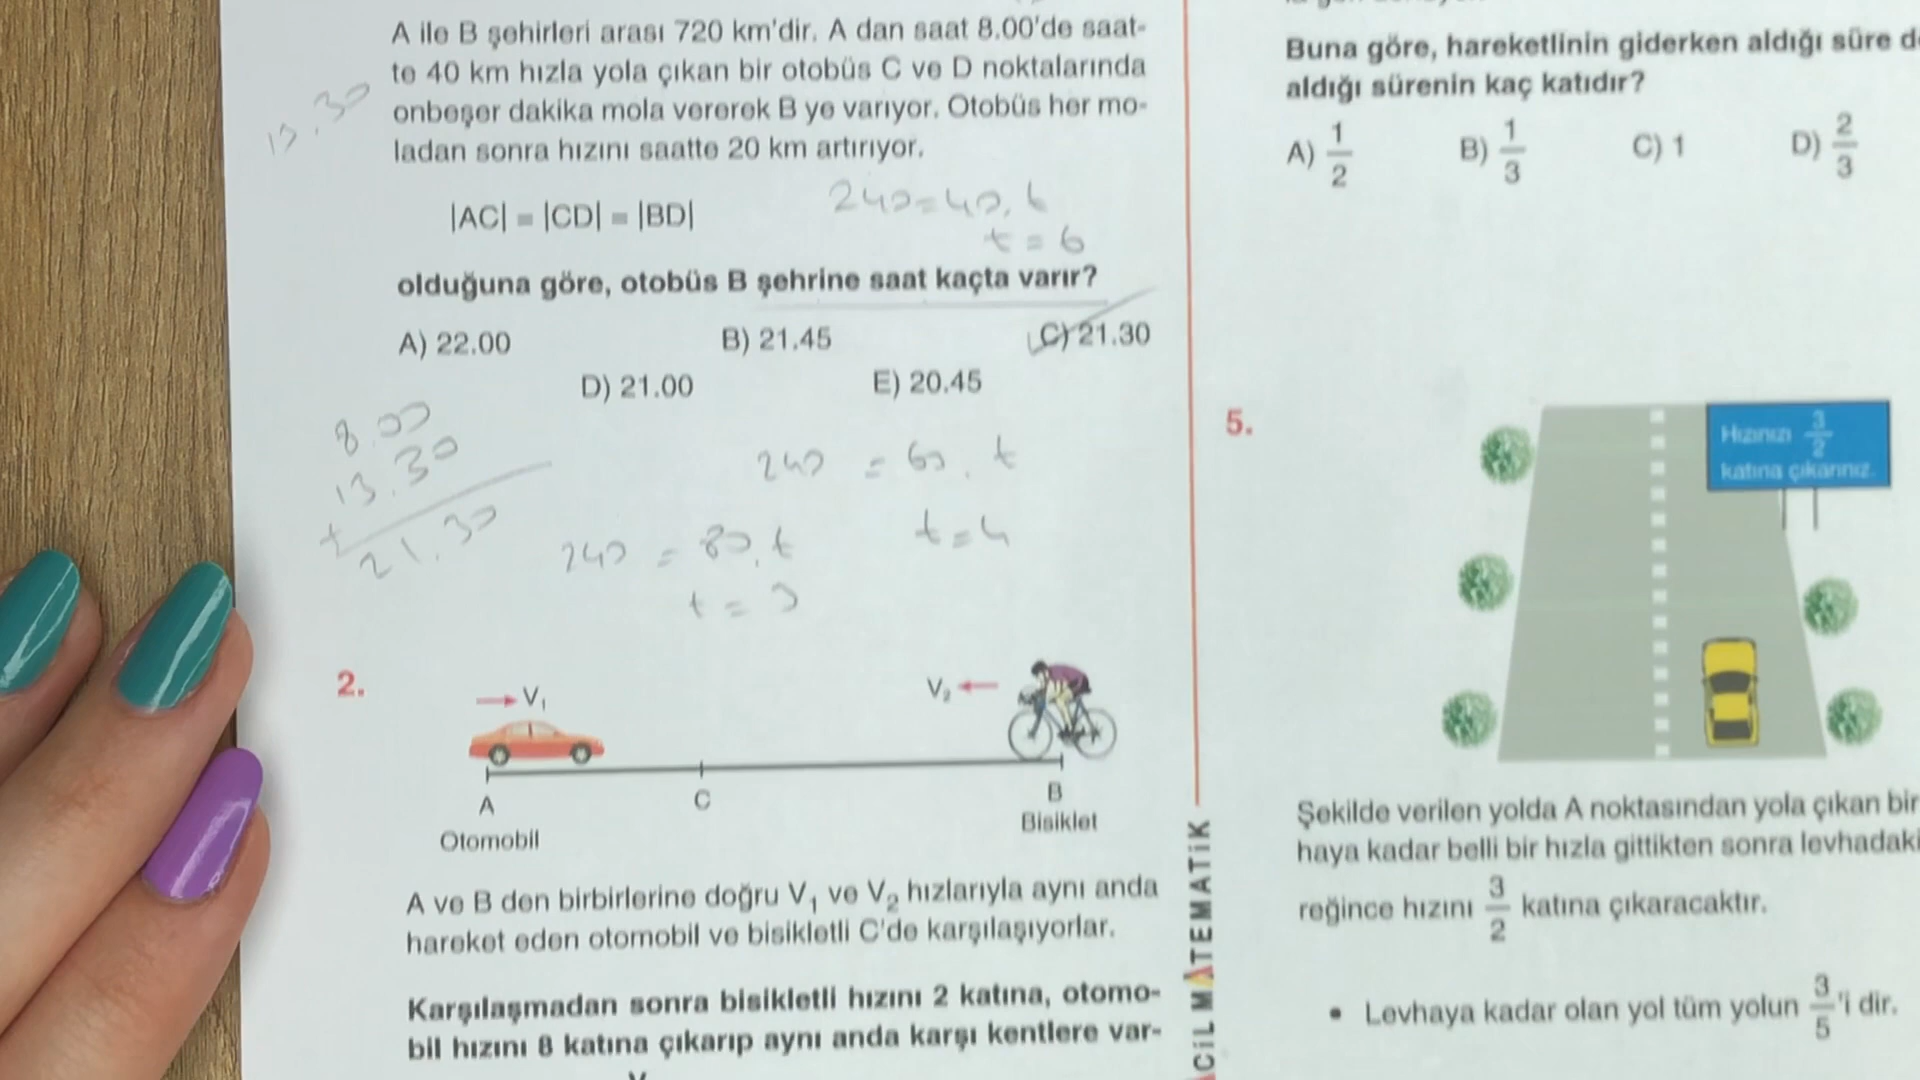 A ile B şehirleri arası 720 km'dir. A dan saat 8.00'de saat-
te 40 km hızla yola çıkan bir otobüs C ve D noktalarında
onbeşer dakika mola vererek B ye varıyor. Otobüs her mo-
ladan sonra hızını saatte 20 km artırıyor.
13.30
|AC| = |CD| = |BD|
240=40.6
t = 6
olduğuna göre, otobüs B şehrine saat kaçta varır?
A) 22.00
B) 21.45
C) 21.30
D) 21.00
E) 20.45
8.00
13.30
+
21.30
240 = 60 . t
t = 4
240 = 80.t
t = 3
2.
V₁
V₂
A
C
B
Otomobil
Bisiklet
A ve B den birbirlerine doğru V₁ ve V₂ hızlarıyla aynı anda
hareket eden otomobil ve bisikletli C'de karşılaşıyorlar.
Karşılaşmadan sonra bisikletli hızını 2 katına, otomo-
bil hızını 8 katına çıkarıp aynı anda karşı kentlere var-
CİL MATEMATİK
Buna göre, hareketlinin giderken aldığı süre
aldığı sürenin kaç katıdır?
A) 1/2
B) 1/3
C) 1
D) 2/3
5.
Hızınızı 3/2
katına çıkarınız.
Şekilde verilen yolda A noktasından yola çıkan bir
haya kadar belli bir hızla gittikten sonra levhadaki
reğince hızını 3/2 katına çıkaracaktır.
• Levhaya kadar olan yol tüm yolun 3/5 'i dir.